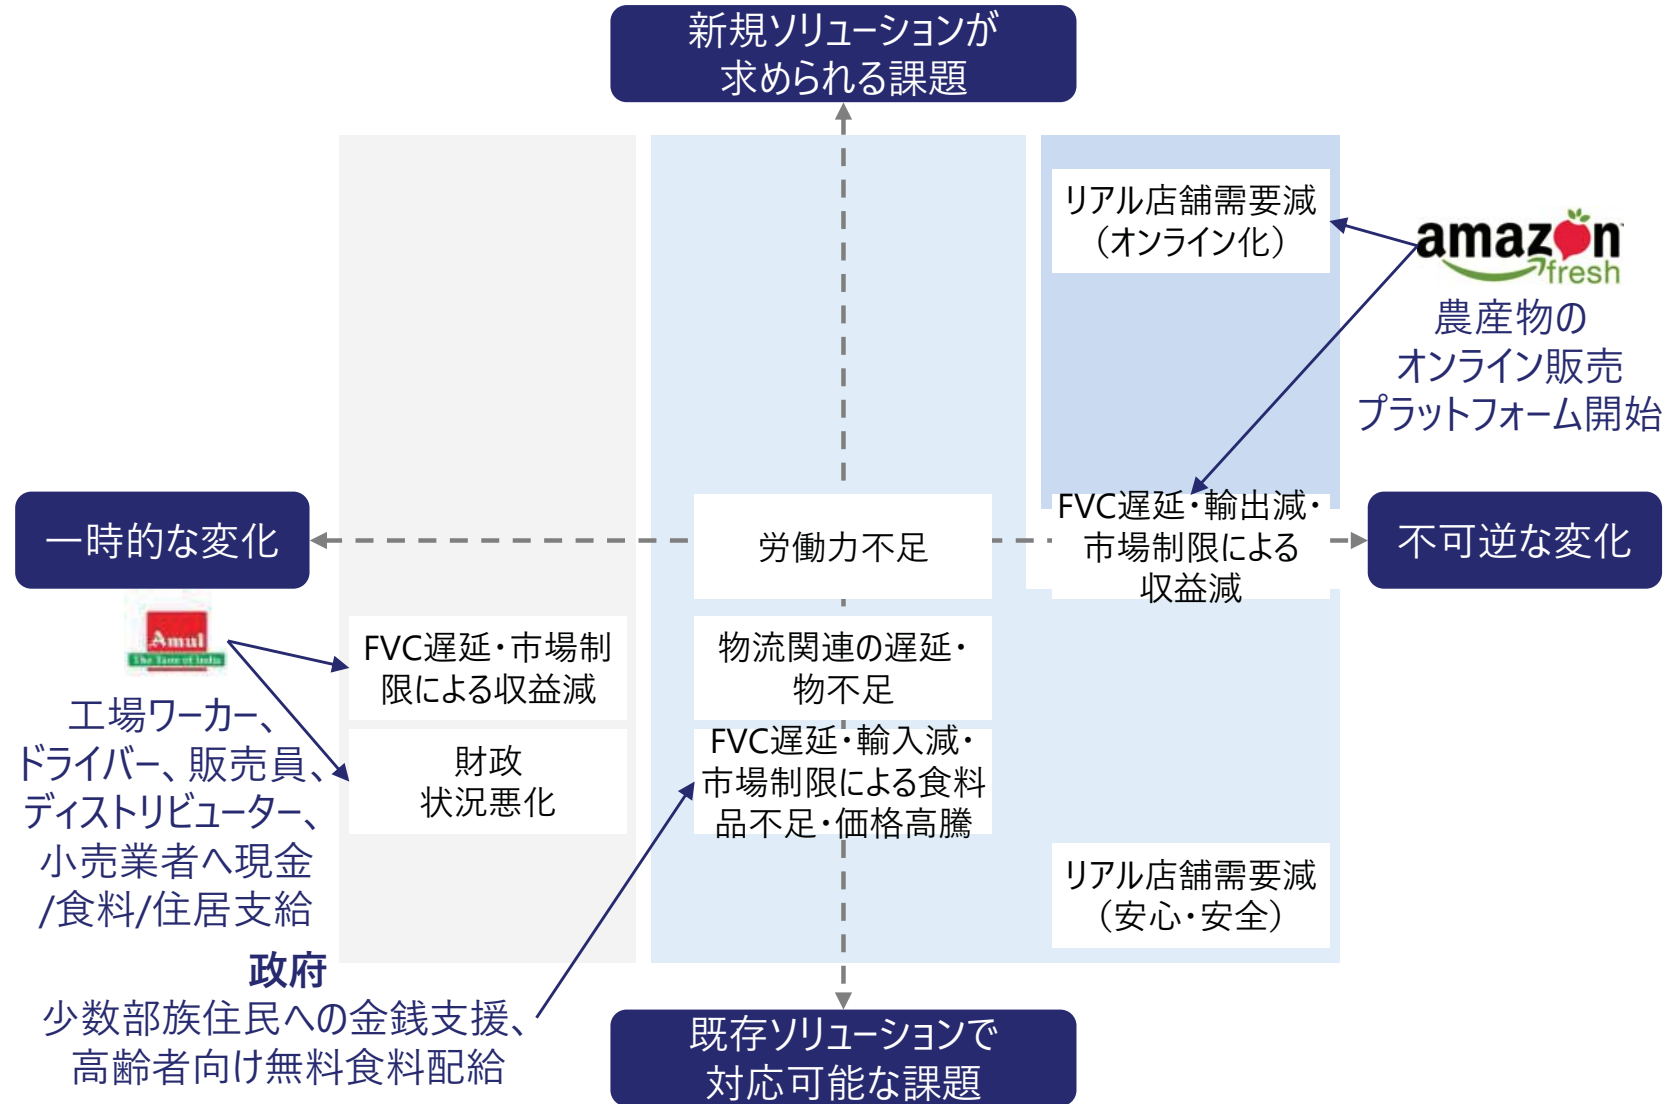 新規ソリューションが
求められる課題
リアル店舗需要減
（オンライン化）
amazon
fresh
農産物の
オンライン販売
プラットフォーム開始
一時的な変化
労働力不足
FVC遅延・輸出減・
市場制限による
収益減
不可逆な変化
Amul
The Taste of India
工場ワーカー、
ドライバー、販売員、
ディストリビューター、
小売業者へ現金
/食料/住居支給
FVC遅延・市場制
限による収益減
財政
状況悪化
物流関連の遅延・
物不足
FVC遅延・輸入減・
市場制限による食料
品不足・価格高騰
リアル店舗需要減
（安心・安全）
政府
少数部族住民への金銭支援、
高齢者向け無料食料配給
既存ソリューションで
対応可能な課題